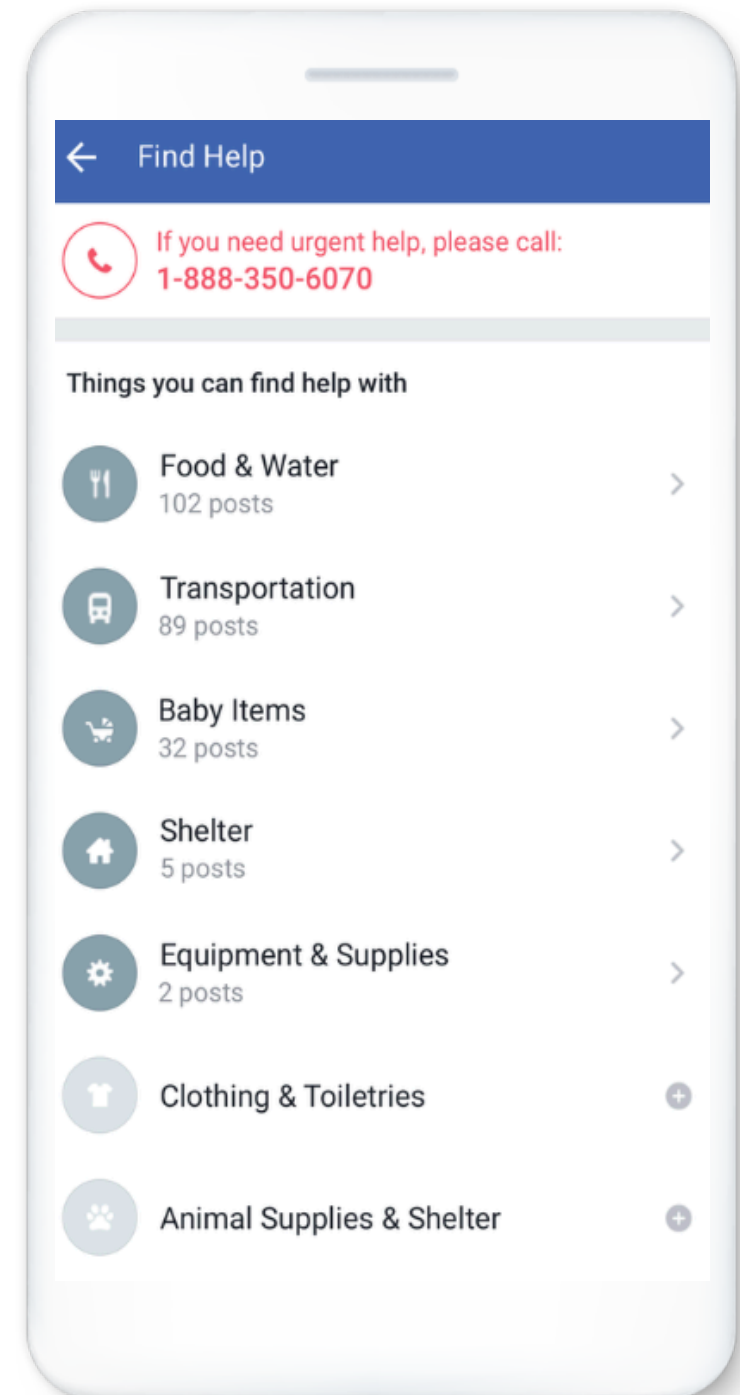 Find Help
If you need urgent help, please call:
1-888-350-6070
Things you can find help with
Food & Water
102 posts
Transportation
89 posts
Baby Items
32 posts
Shelter
5 posts
Equipment & Supplies
2 posts
Clothing & Toiletries
Animal Supplies & Shelter